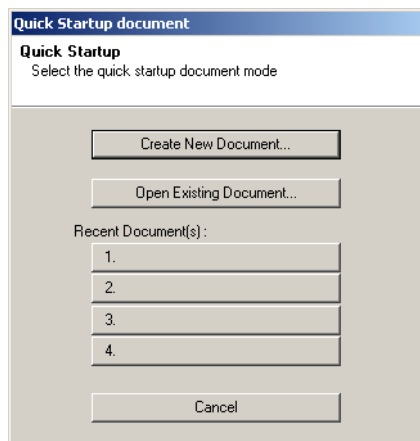 Quick Startup document
Quick Startup
Select the quick startup document mode
Create New Document...
Open Existing Document...
Recent Document(s) :
1.
2.
3.
4.
Cancel